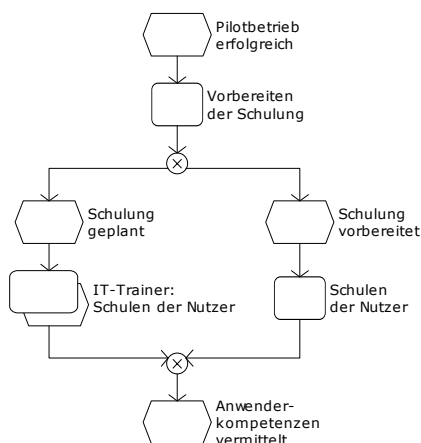 Pilotbetrieb
erfolgreich
Vorbereiten
der Schulung
Schulung
geplant
Schulung
vorbereitet
IT-Trainer:
Schulen der Nutzer
Schulen
der Nutzer
Anwender-
kompetenzen
vermittelt